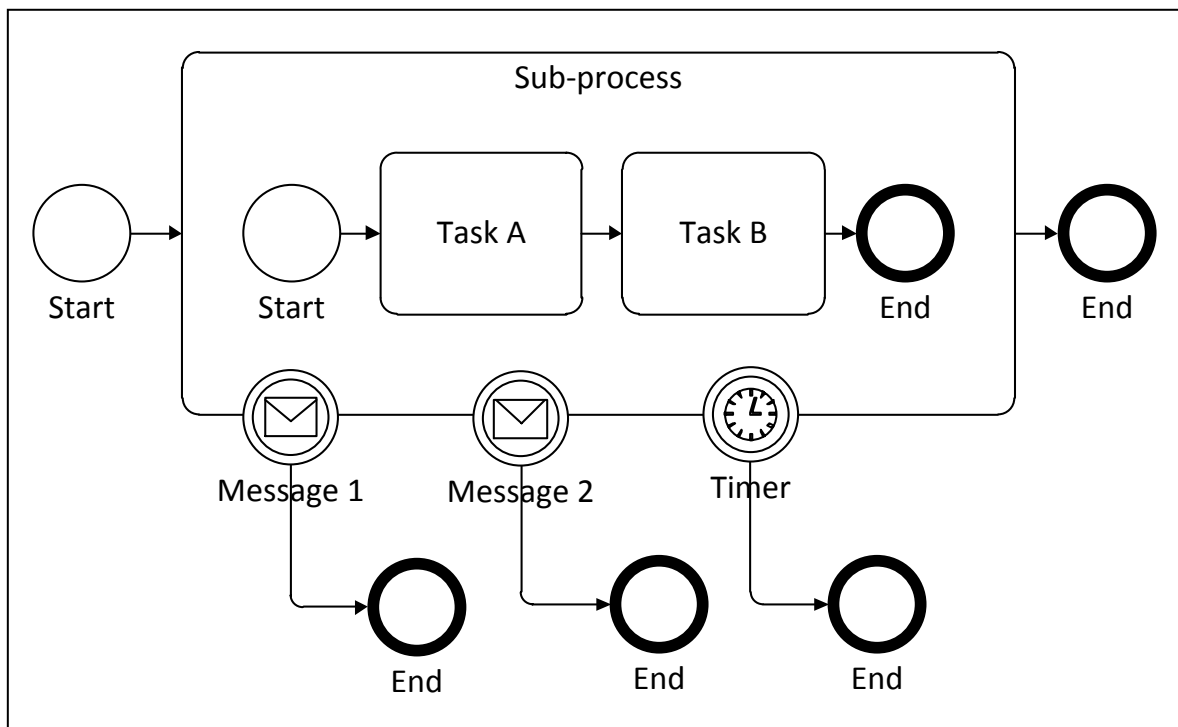 Sub-process
Task A
Task B
Start
Start
End
End
Message 1
Message 2
Timer
End
End
End